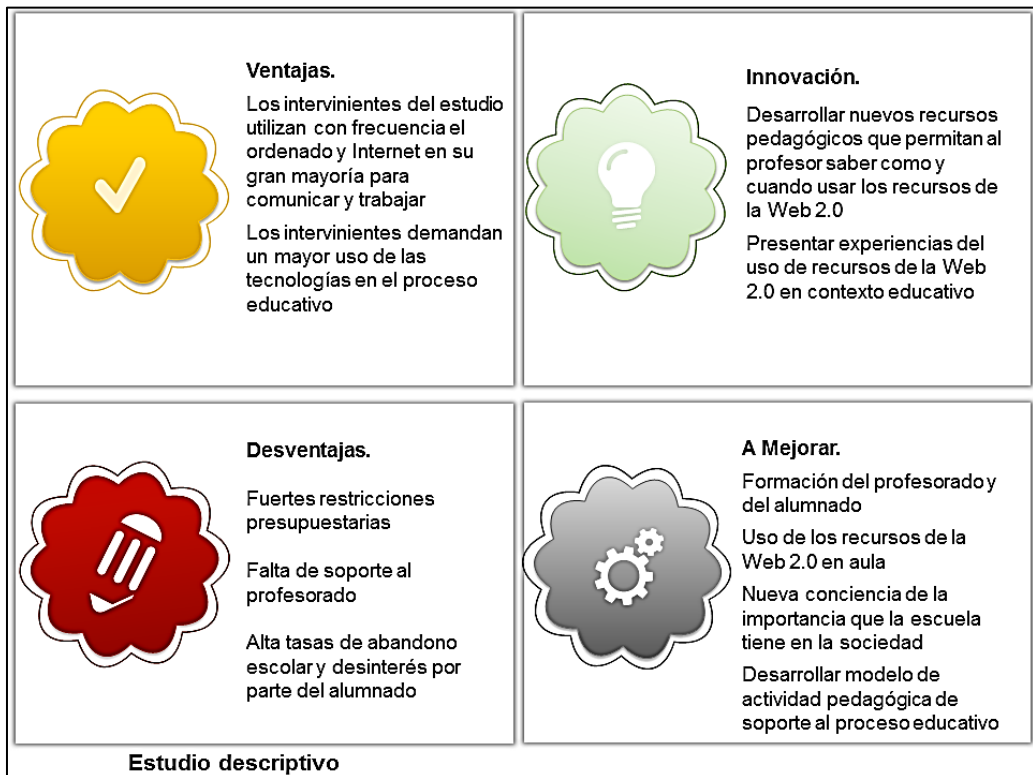 Ventajas.
Los intervinientes del estudio
utilizan con frecuencia el
ordenado y Internet en su
gran mayoría para
comunicar y trabajar
Los intervinientes demandan
un mayor uso de las
tecnologías en el proceso
educativo
Innovación.
Desarrollar nuevos recursos
pedagógicos que permitan al
profesor saber como y
cuando usar los recursos de
la Web 2.0
Presentar experiencias del
uso de recursos de la Web
2.0 en contexto educativo
Desventajas.
Fuertes restricciones
presupuestarias
Falta de soporte al
profesorado
Alta tasas de abandono
escolar y desinterés por
parte del alumnado
A Mejorar.
Formación del profesorado y
del alumnado
Uso de los recursos de la
Web 2.0 en aula
Nueva conciencia de la
importancia que la escuela
tiene en la sociedad
Desarrollar modelo de
actividad pedagógica de
soporte al proceso educativo
Estudio descriptivo